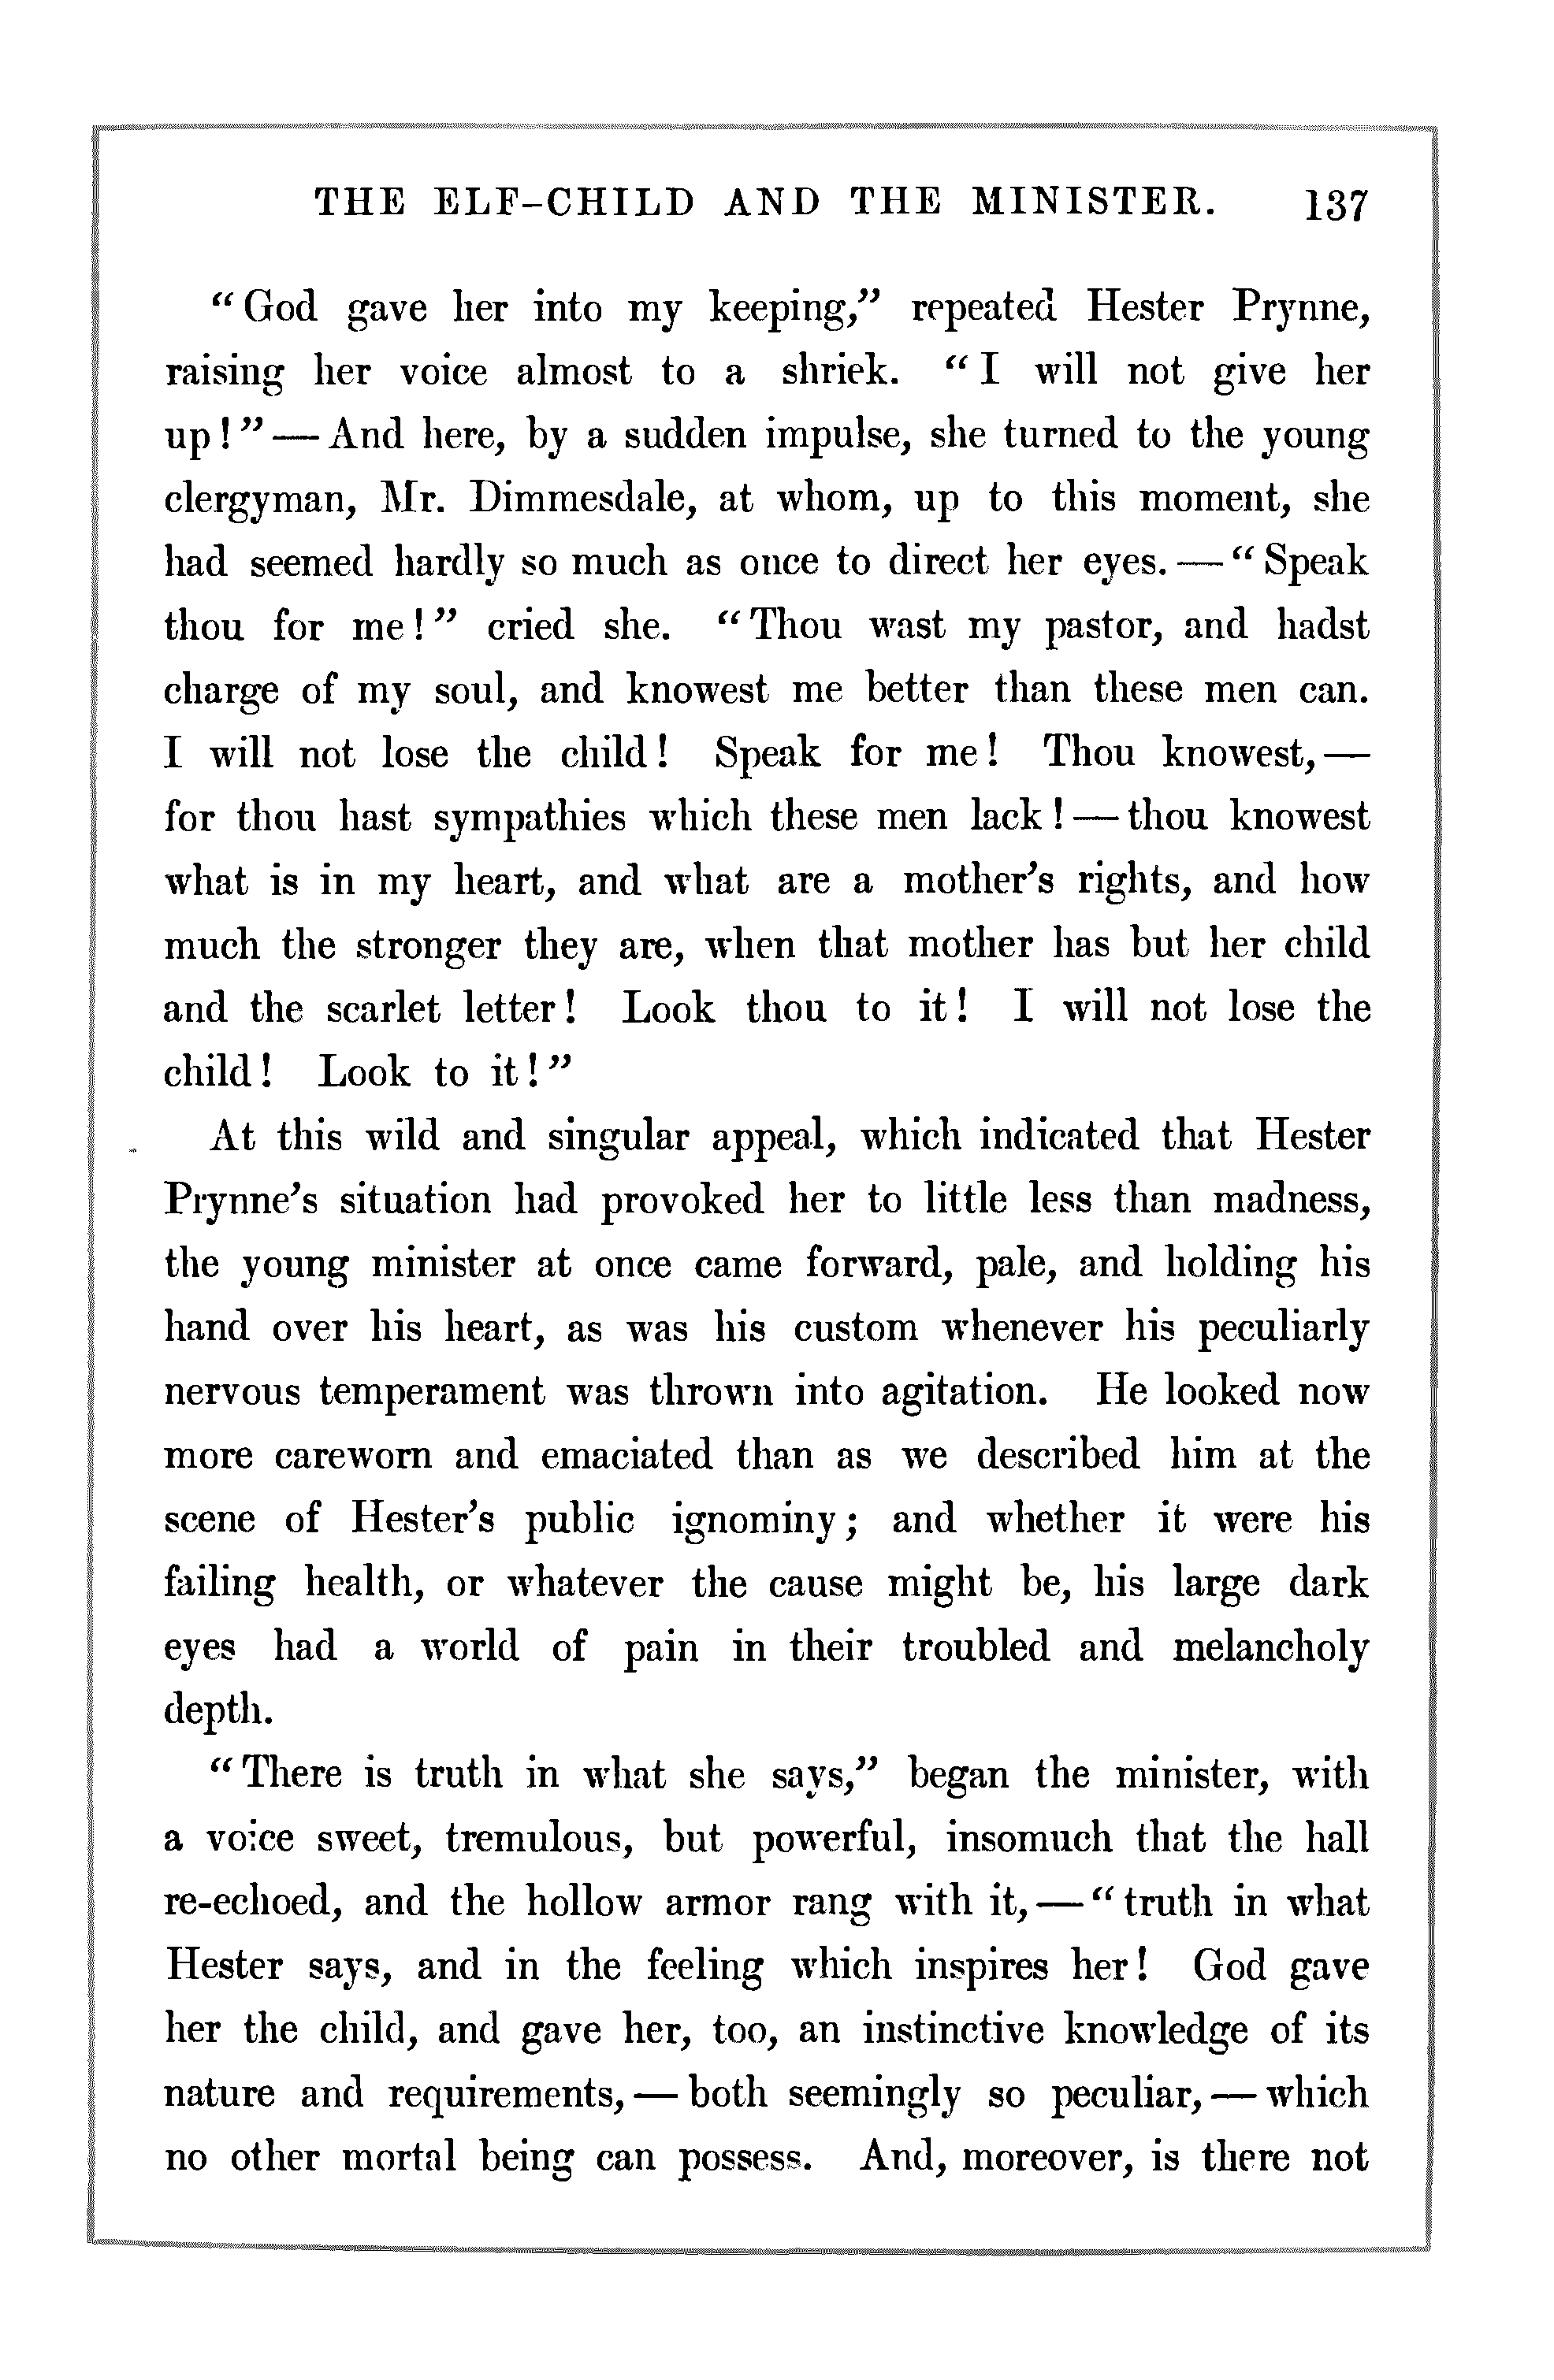 THE ELF-CHILD AND THE MINISTER. 137
“God gave her into my keeping,” repeated Hester Prynne,
raising her voice almost to a shriek. “I will not give her
up!”—And here, by a sudden impulse, she turned to the young
clergyman, Mr. Dimmesdale, at whom, up to this moment, she
had seemed hardly so much as once to direct her eyes.—“Speak
thou for me!” cried she. “Thou wast my pastor, and hadst
charge of my soul, and knowest me better than these men can.
I will not lose the child! Speak for me! Thou knowest,—
for thou hast sympathies which these men lack!—thou knowest
what is in my heart, and what are a mother’s rights, and how
much the stronger they are, when that mother has but her child
and the scarlet letter! Look thou to it! I will not lose the
child! Look to it!”
At this wild and singular appeal, which indicated that Hester
Prynne’s situation had provoked her to little less than madness,
the young minister at once came forward, pale, and holding his
hand over his heart, as was his custom whenever his peculiarly
nervous temperament was thrown into agitation. He looked now
more careworn and emaciated than as we described him at the
scene of Hester’s public ignominy; and whether it were his
failing health, or whatever the cause might be, his large dark
eyes had a world of pain in their troubled and melancholy
depth.
“There is truth in what she says,” began the minister, with
a voice sweet, tremulous, but powerful, insomuch that the hall
re-echoed, and the hollow armor rang with it,—“truth in what
Hester says, and in the feeling which inspires her! God gave
her the child, and gave her, too, an instinctive knowledge of its
nature and requirements,—both seemingly so peculiar,—which
no other mortal being can possess. And, moreover, is there not